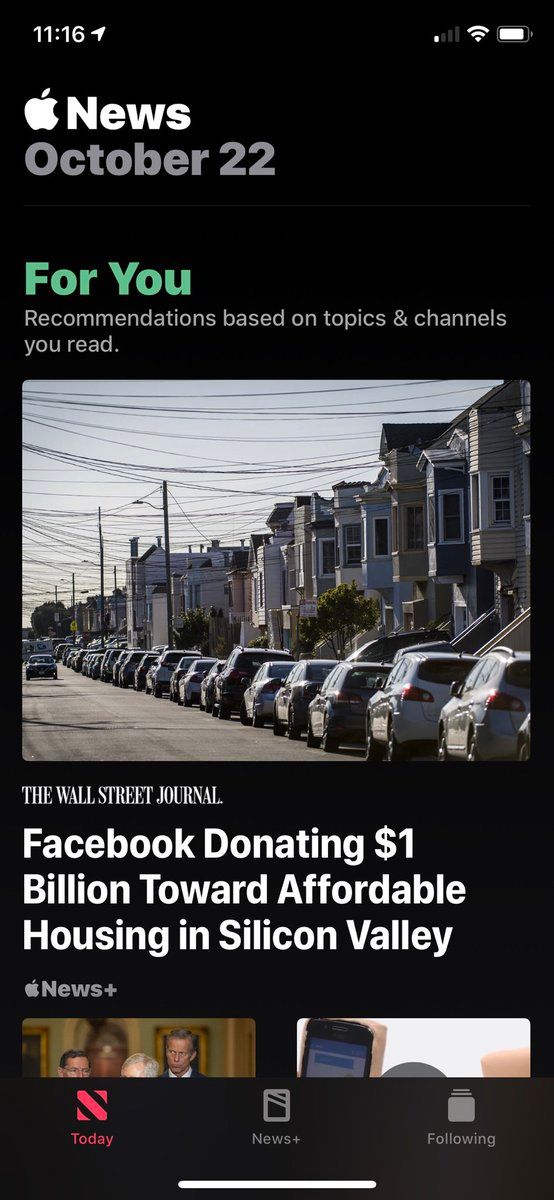 11:16
News
October 22
For You
Recommendations based on topics & channels
you read.
THE WALL STREET JOURNAL.
Facebook Donating $1
Billion Toward Affordable
Housing in Silicon Valley
News+
Today
News+
Following